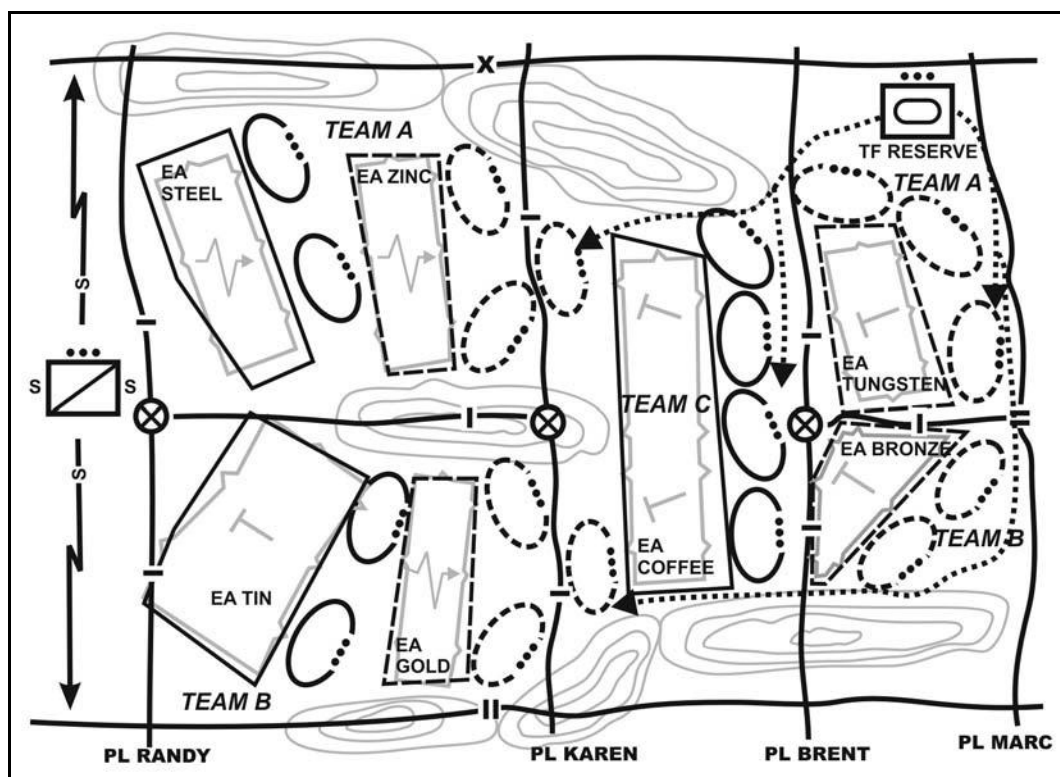 X
TEAM A
EA
STEEL
EA ZINC
TF RESERVE
TEAM A
S
S
S
S
EA
TUNGSTEN
TEAM C
EA BRONZE
EA TIN
EA
GOLD
EA
COFFEE
TEAM B
TEAM B
II
PL RANDY
PL KAREN
PL BRENT
PL MARC